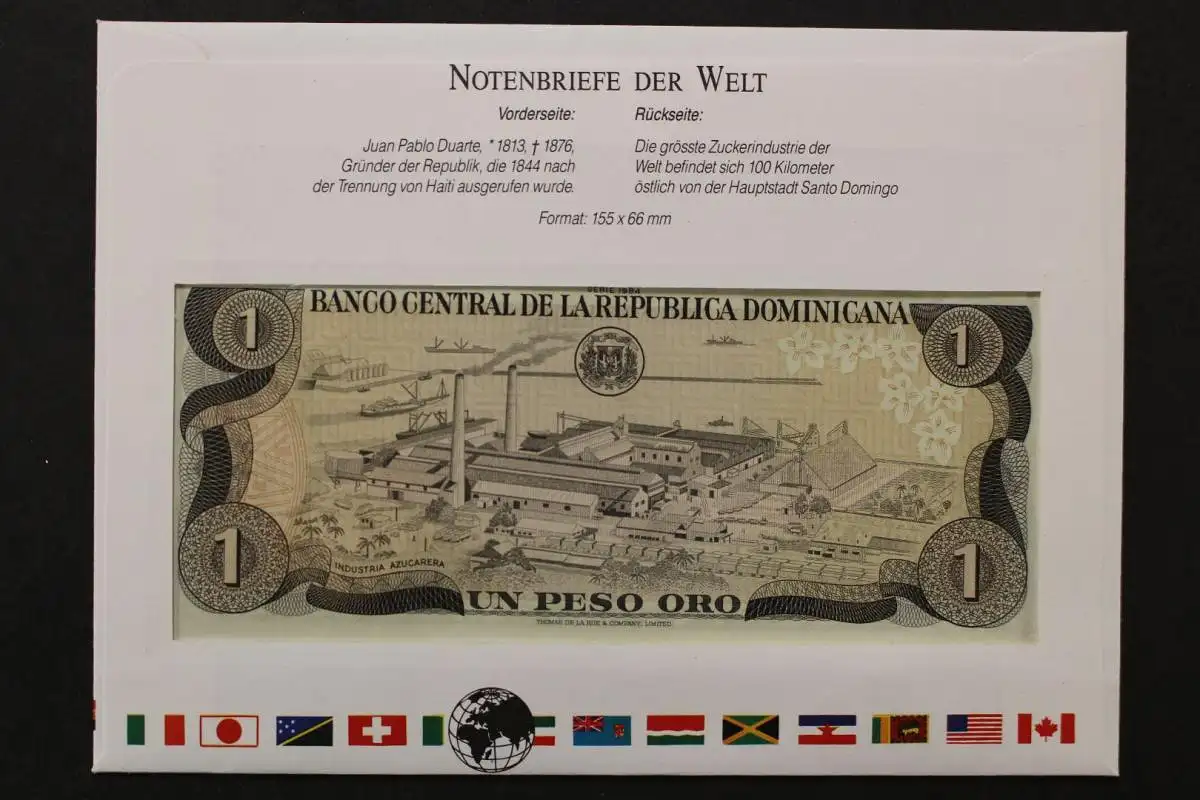 NOTENBRIEFE DER WELT
Vorderseite:
Juan Pablo Duarte, * 1813, † 1876,
Gründer der Republik, die 1844 nach
der Trennung von Haiti ausgerufen wurde.
Rückseite:
Die grösste Zuckerindustrie der
Welt befindet sich 100 Kilometer
östlich von der Hauptstadt Santo Domingo
Format: 155 x 66 mm
SERIE 1984
BANCO CENTRAL DE LA REPUBLICA DOMINICANA
1
1
INDUSTRIA AZUCARERA
1
1
UN PESO ORO
THOMAS DE LA RUE & COMPANY, LIMITED